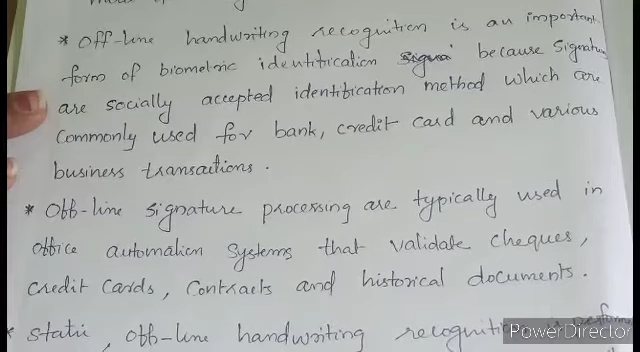 * Off-line handwriting recognition is an important
form of biometric identification because signature
are socially accepted identification method which are
commonly used for bank, credit card and various
business transactions.
* Off-line signature processing are typically used in
office automation systems that validate cheques,
credit cards, contracts and historical documents.
* Static, off-line handwriting recognition is
PowerDirector